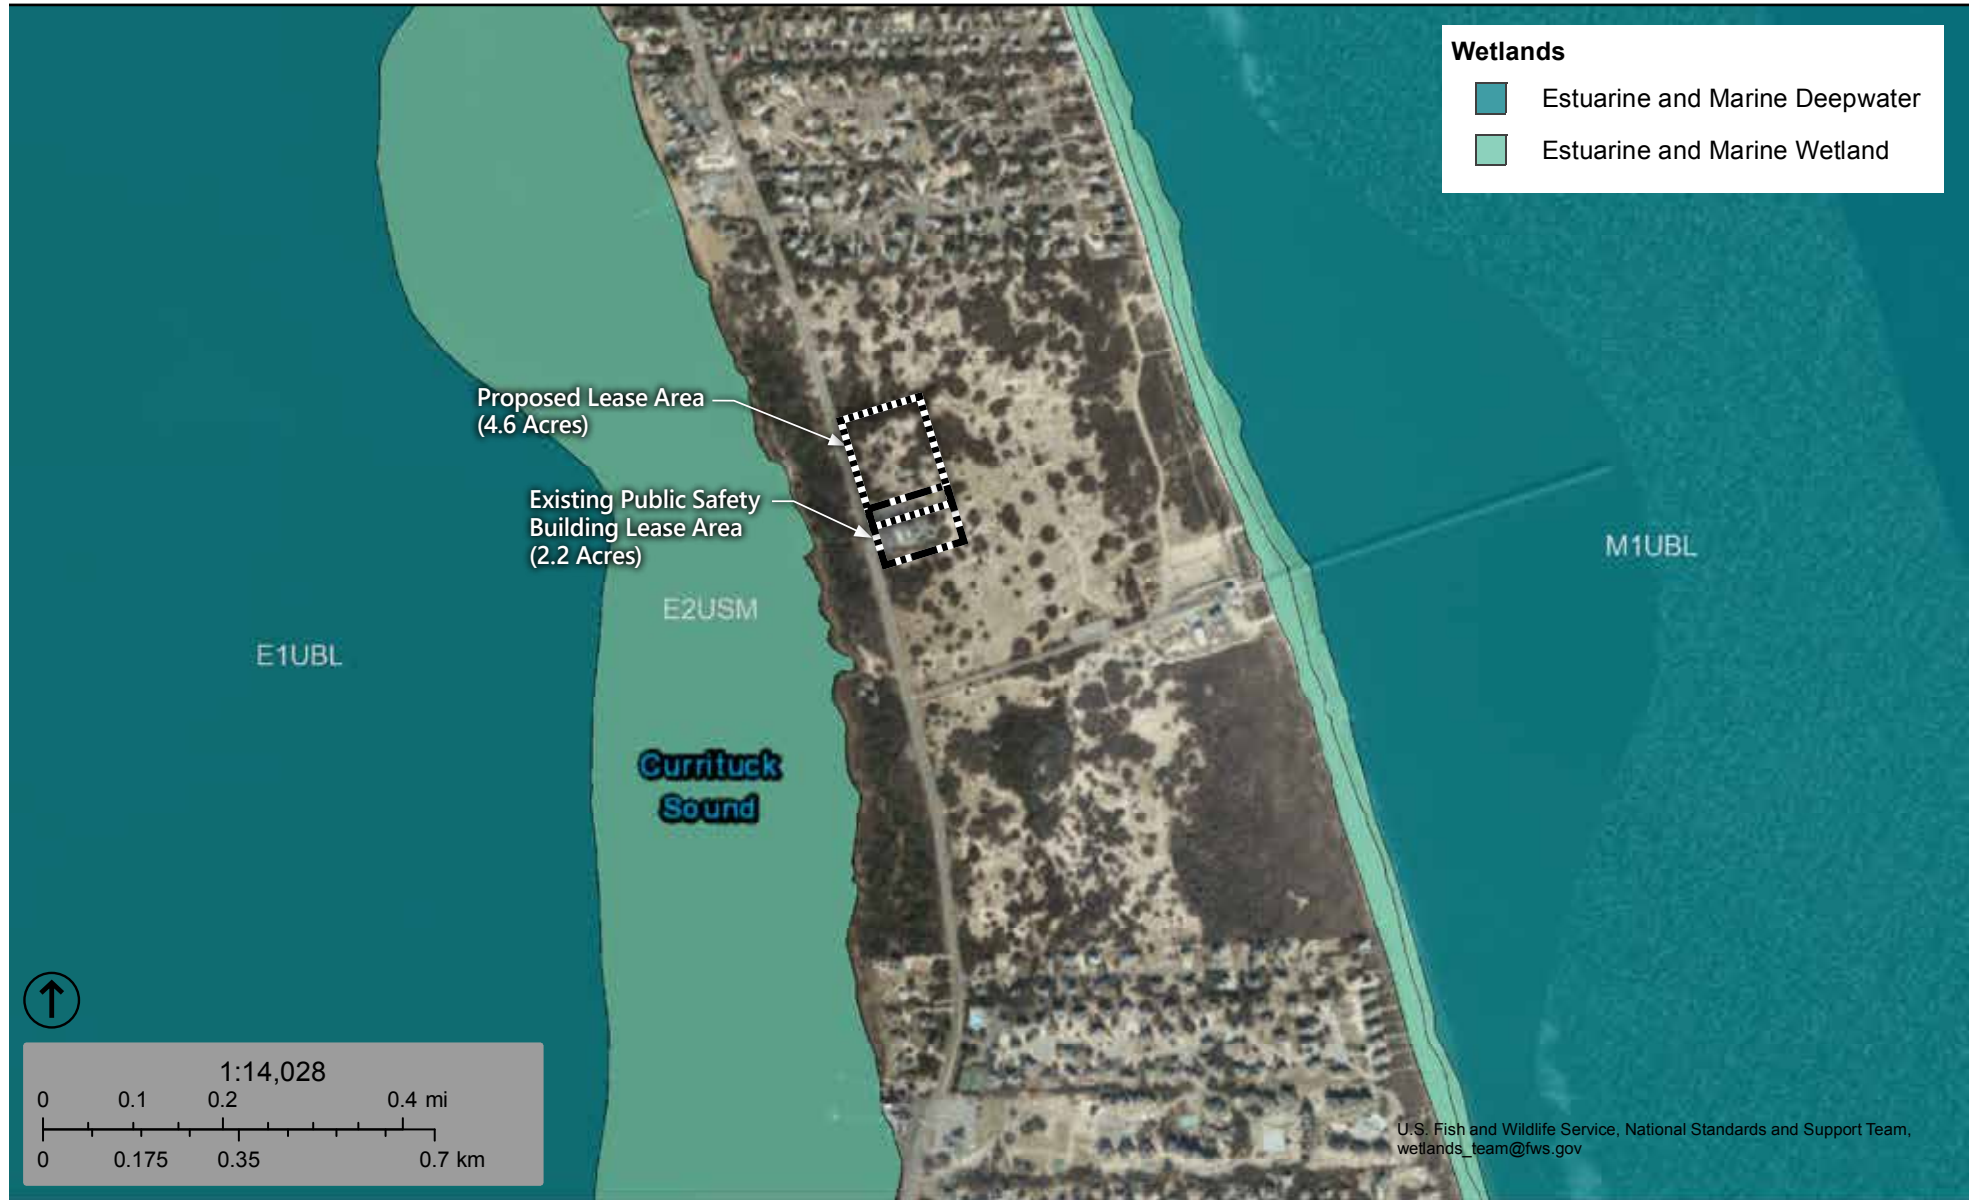 Wetlands
Estuarine and Marine Deepwater
Estuarine and Marine Wetland
Proposed Lease Area
(4.6 Acres)
Existing Public Safety
Building Lease Area
(2.2 Acres)
M1UBL
E2USM
E1UBL
Currituck
Sound
1:14,028
0 0.1 0.2 0.4 mi
0 0.175 0.35 0.7 km
U.S. Fish and Wildlife Service, National Standards and Support Team,
wetlands_team@fws.gov